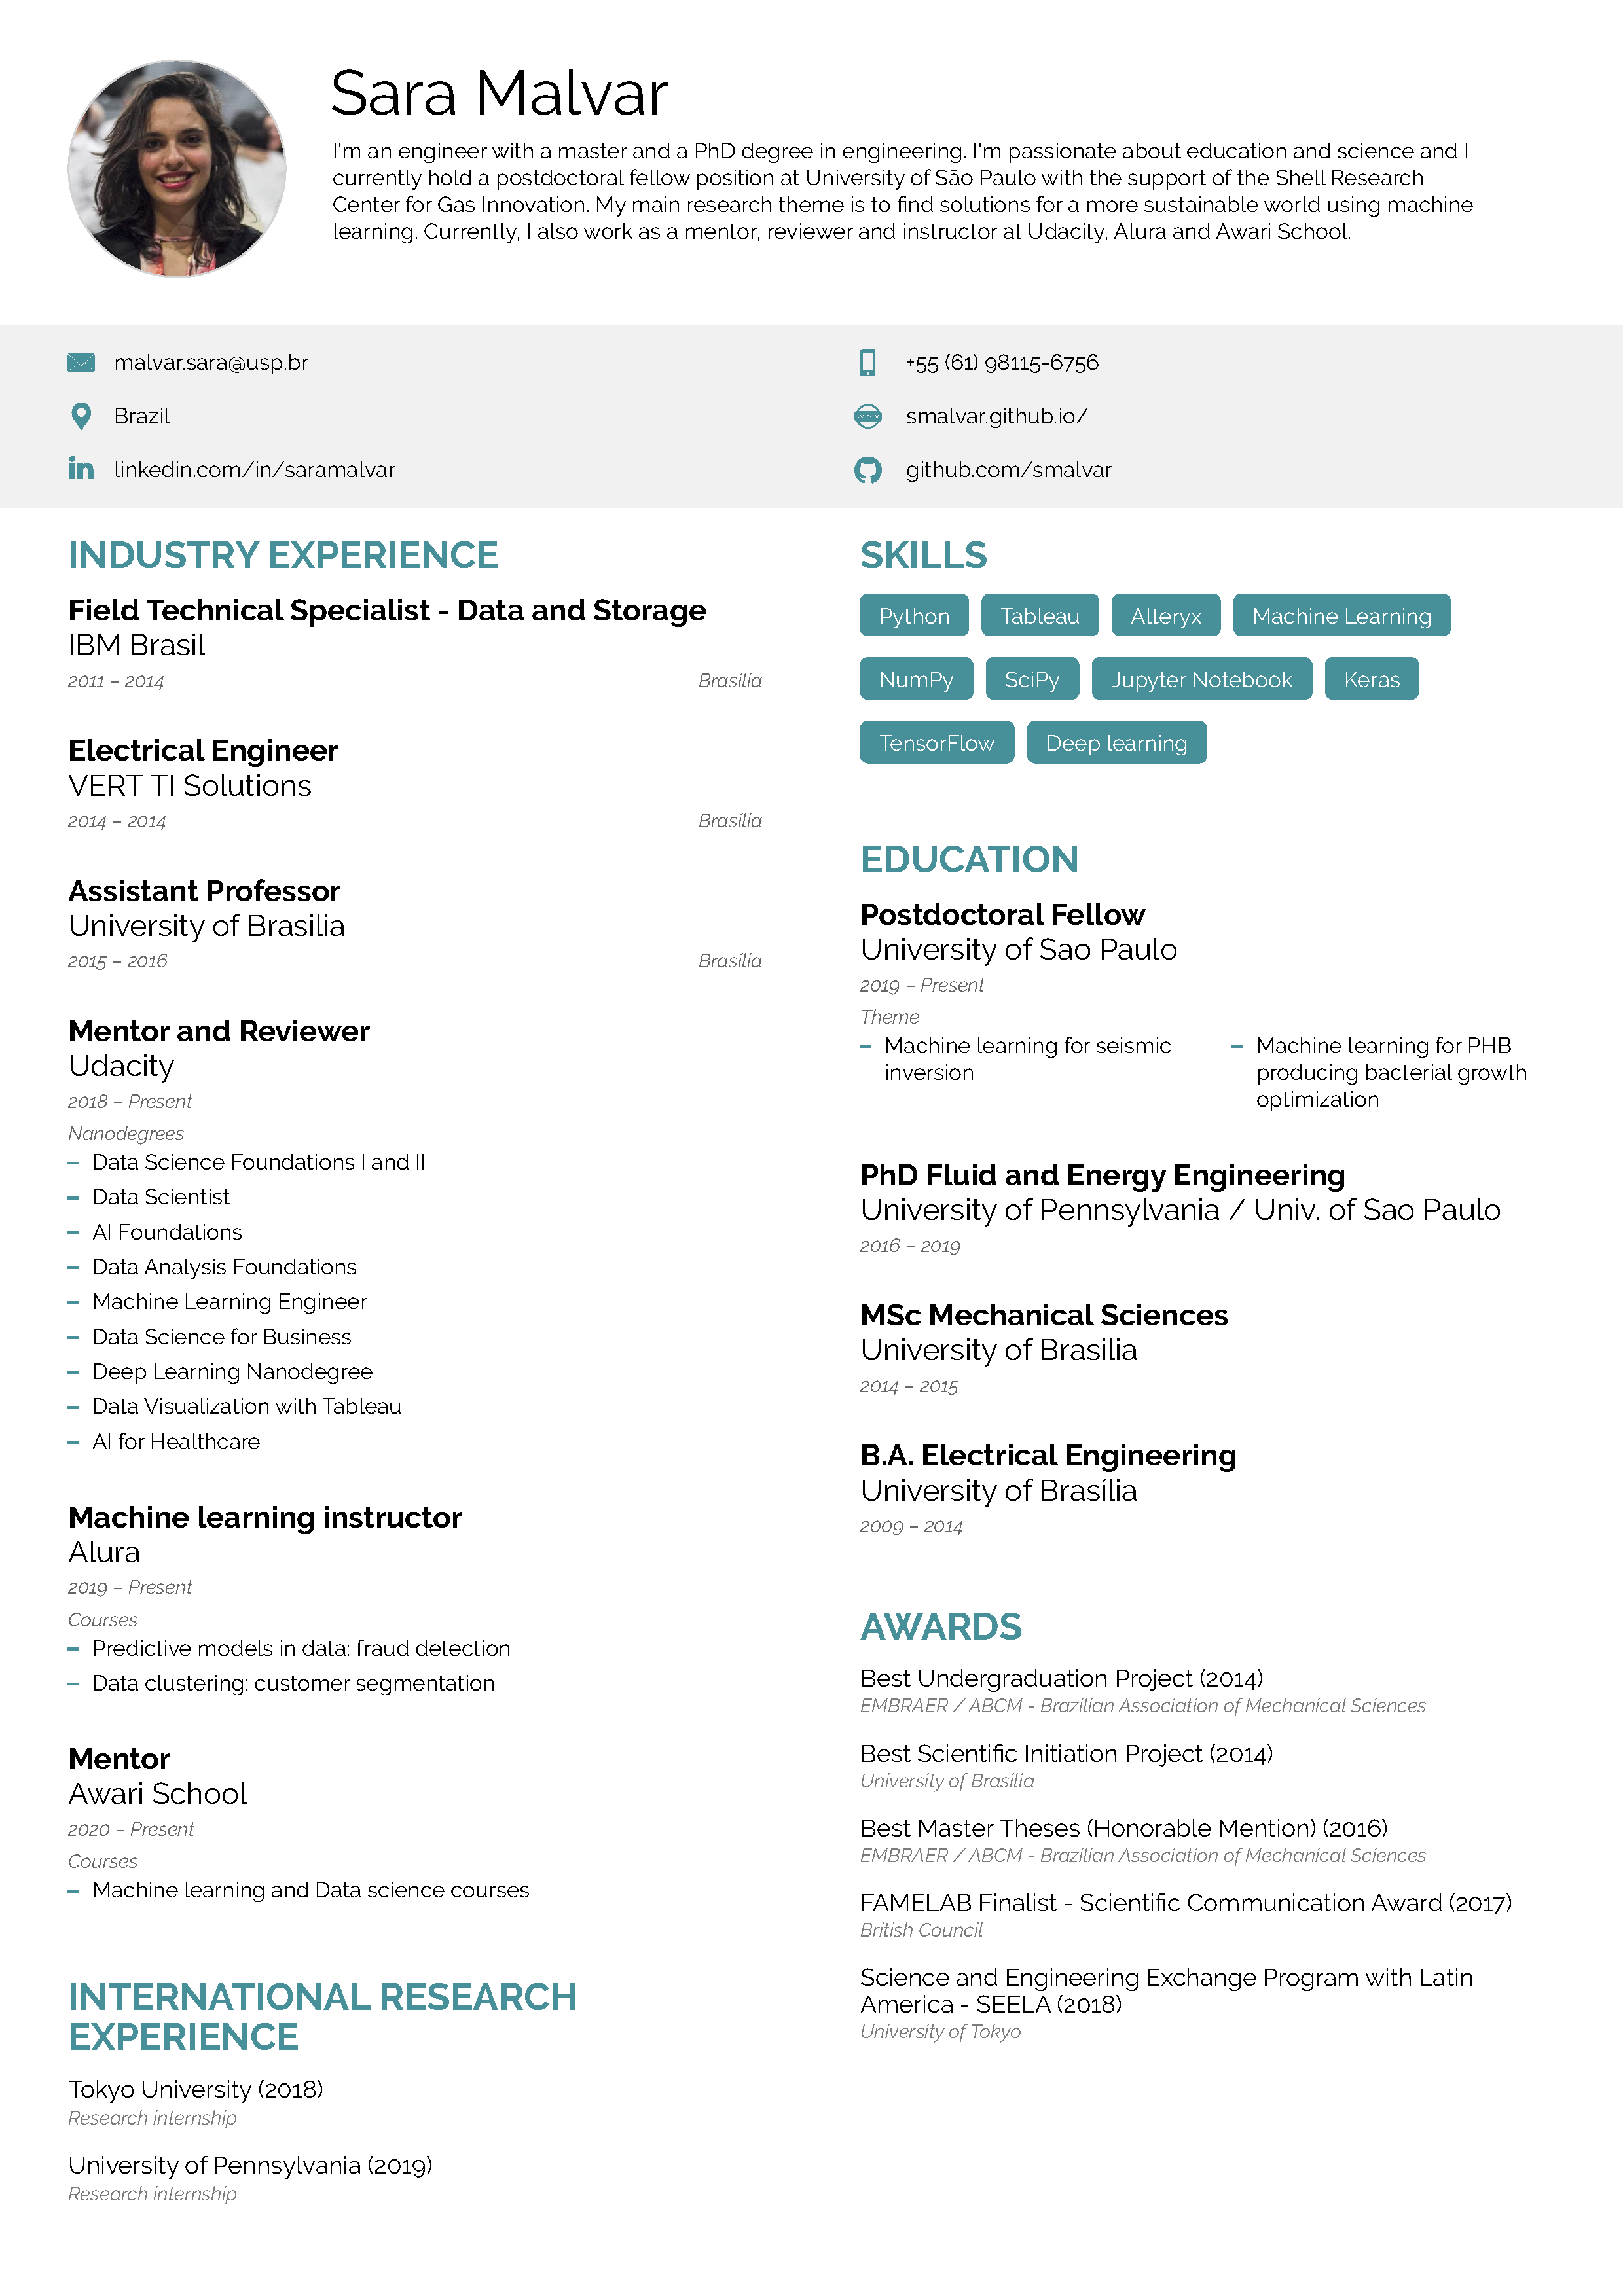 Sara Malvar
I'm an engineer with a master and a PhD degree in engineering. I'm passionate about education and science and I
currently hold a postdoctoral fellow position at University of São Paulo with the support of the Shell Research
Center for Gas Innovation. My main research theme is to find solutions for a more sustainable world using machine
learning. Currently, I also work as a mentor, reviewer and instructor at Udacity, Alura and Awari School.
malvar.sara@usp.br
+55 (61) 98115-6756
Brazil
www
smalvar.github.io/
in
linkedin.com/in/saramalvar
github.com/smalvar
INDUSTRY EXPERIENCE
Field Technical Specialist - Data and Storage
IBM Brasil
2011 – 2014 Brasília
Electrical Engineer
VERT TI Solutions
2014 – 2014 Brasília
Assistant Professor
University of Brasilia
2015 – 2016 Brasília
Mentor and Reviewer
Udacity
2018 – Present
Nanodegrees
– Data Science Foundations I and II
– Data Scientist
– AI Foundations
– Data Analysis Foundations
– Machine Learning Engineer
– Data Science for Business
– Deep Learning Nanodegree
– Data Visualization with Tableau
– AI for Healthcare
Machine learning instructor
Alura
2019 – Present
Courses
– Predictive models in data: fraud detection
– Data clustering: customer segmentation
Mentor
Awari School
2020 – Present
Courses
– Machine learning and Data science courses
INTERNATIONAL RESEARCH
EXPERIENCE
Tokyo University (2018)
Research internship
University of Pennsylvania (2019)
Research internship
SKILLS
Python Tableau Alteryx Machine Learning
NumPy SciPy Jupyter Notebook Keras
TensorFlow Deep learning
EDUCATION
Postdoctoral Fellow
University of Sao Paulo
2019 – Present
Theme
– Machine learning for seismic
inversion
– Machine learning for PHB
producing bacterial growth
optimization
PhD Fluid and Energy Engineering
University of Pennsylvania / Univ. of Sao Paulo
2016 – 2019
MSc Mechanical Sciences
University of Brasilia
2014 – 2015
B.A. Electrical Engineering
University of Brasília
2009 – 2014
AWARDS
Best Undergraduation Project (2014)
EMBRAER / ABCM - Brazilian Association of Mechanical Sciences
Best Scientific Initiation Project (2014)
University of Brasilia
Best Master Theses (Honorable Mention) (2016)
EMBRAER / ABCM - Brazilian Association of Mechanical Sciences
FAMELAB Finalist - Scientific Communication Award (2017)
British Council
Science and Engineering Exchange Program with Latin
America - SEELA (2018)
University of Tokyo